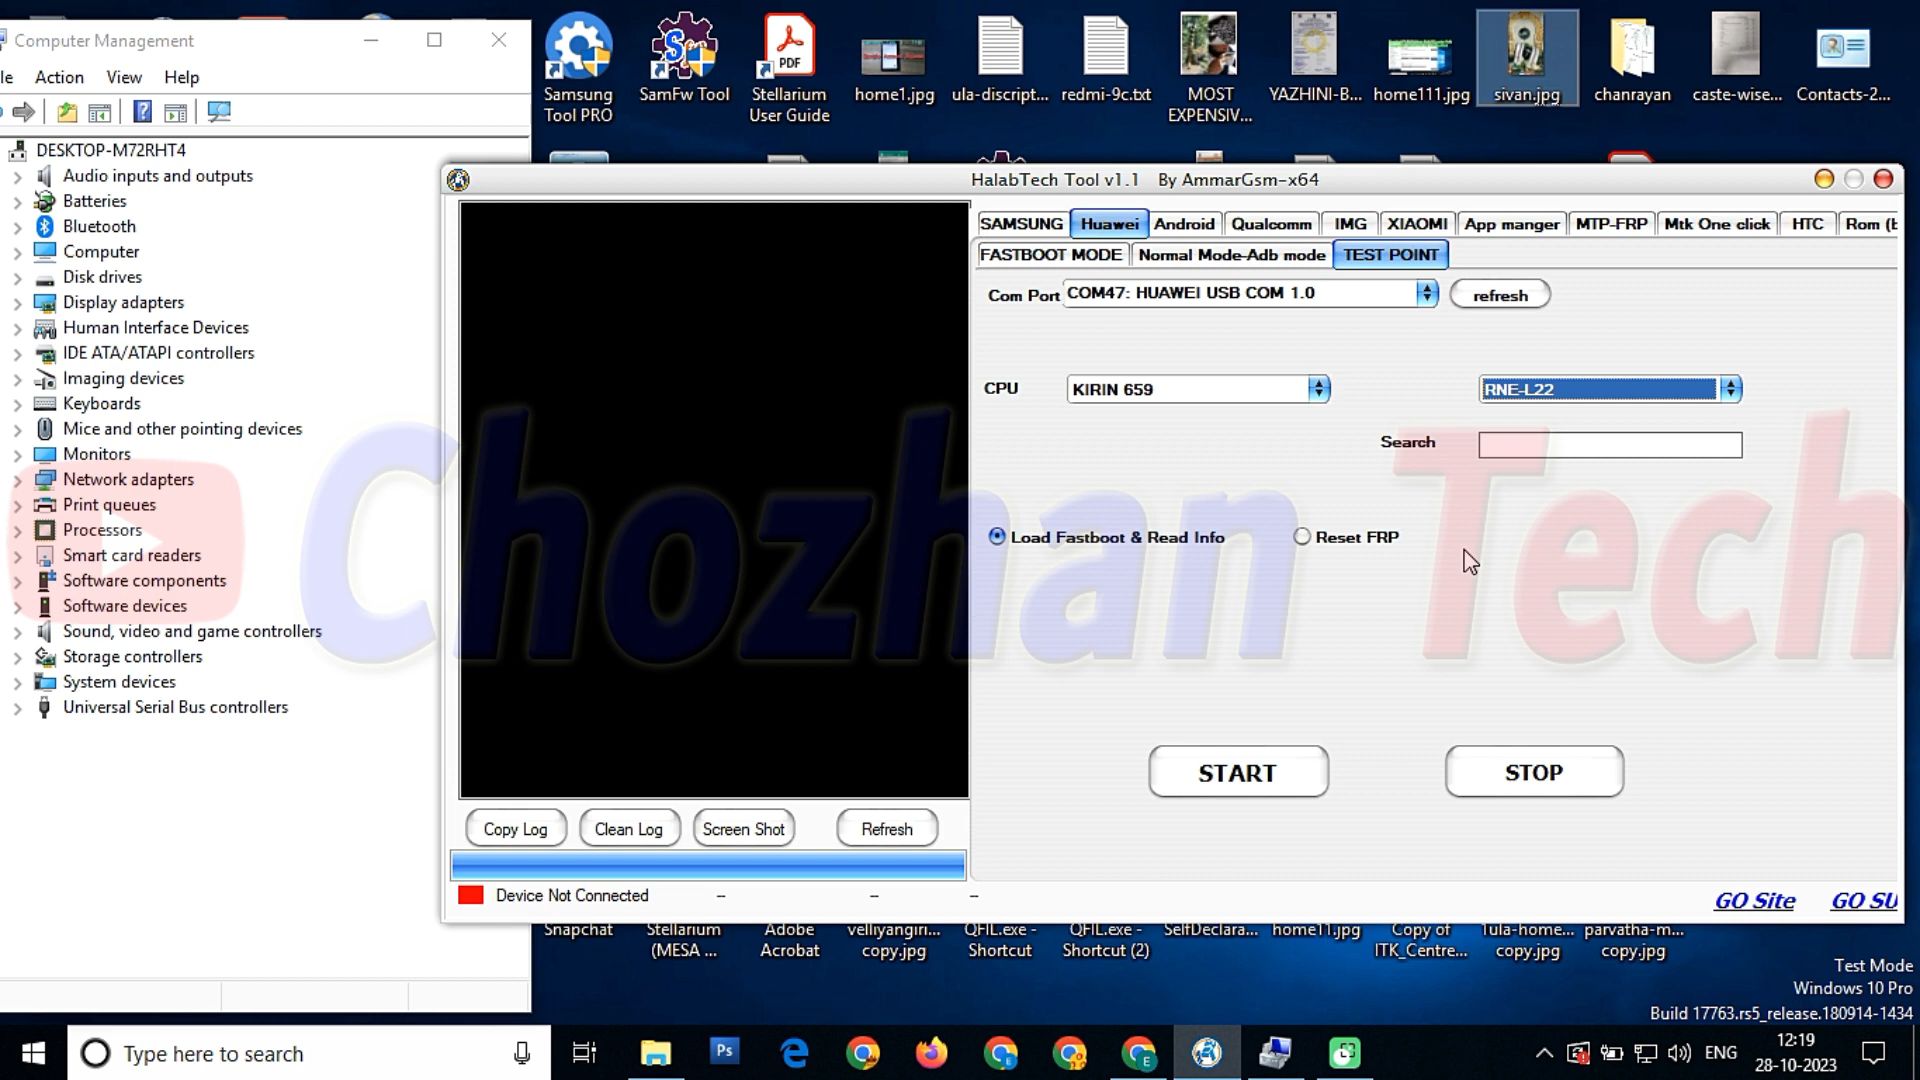 Computer Management
le Action View Help
DESKTOP-M72RHT4
Audio inputs and outputs
Batteries
Bluetooth
Computer
Disk drives
Display adapters
Human Interface Devices
IDE ATA/ATAPI controllers
Imaging devices
Keyboards
Mice and other pointing devices
Monitors
Network adapters
Print queues
Processors
Smart card readers
Software components
Software devices
Sound, video and game controllers
Storage controllers
System devices
Universal Serial Bus controllers
Samsung Tool PRO
SamFw Tool
PDF
Stellarium User Guide
home1.jpg
ula-discript...
redmi-9c.txt
MOST EXPENSIV...
YAZHINI-B...
home111.jpg
sivan.jpg
chanrayan
caste-wise...
Contacts-2...
HalabTech Tool v1.1 By AmmarGsm-x64
SAMSUNG Huawei Android Qualcomm IMG XIAOMI App manger MTP-FRP Mtk One click HTC Rom (b
FASTBOOT MODE Normal Mode-Adb mode TEST POINT
Com Port COM47: HUAWEI USB COM 1.0 refresh
CPU KIRIN 659 RNE-L22
Search
Load Fastboot & Read Info Reset FRP
Chozhan Tech
START STOP
Copy Log Clean Log Screen Shot Refresh
Device Not Connected -- -- --
GO Site GO SU
Snapchat
Stellarium (MESA ...
Adobe Acrobat
velliyangiri... copy.jpg
QFIL.exe - Shortcut
QFIL.exe - Shortcut (2)
SelfDeclara...
home11.jpg
Copy of ITK_Centre...
1ula-home... copy.jpg
parvatha-m... copy.jpg
Test Mode
Windows 10 Pro
Build 17763.rs5_release.180914-1434
Type here to search
Ps
ENG
12:19
28-10-2023